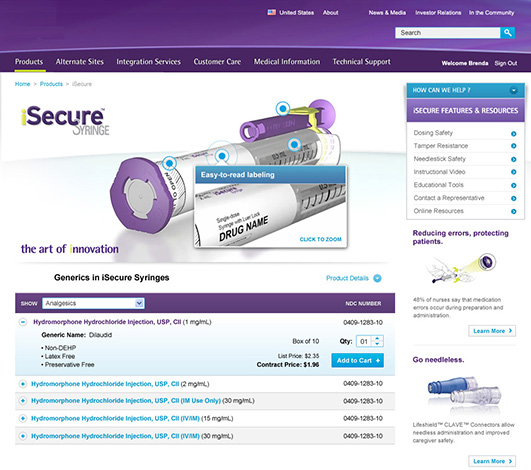 United States About News & Media Investor Relations In the Community
Search
Products Alternate Sites Integration Services Customer Care Medical Information Technical Support Welcome Brenda Sign Out
Home > Products > iSecure
iSecure™
SYRINGE
Easy-to-read labeling
Single-dose
Syringe with Luer Lock
DRUG NAME
CLICK TO ZOOM
the art of innovation
HOW CAN WE HELP ?
iSECURE FEATURES & RESOURCES
Dosing Safety
Tamper Resistance
Needlestick Safety
Instructional Video
Educational Tools
Contact a Representative
Online Resources
Reducing errors, protecting
patients.
48% of nurses say that medication
errors occur during preparation and
administration.
Learn More >
Go needleless.
Lifeshield™ CLAVE™ Connectors allow
needless administration and improved
caregiver safety.
Learn More >
Generics in iSecure Syringes Product Details
SHOW Analgesics NDC NUMBER
Hydromorphone Hydrochloride Injection, USP, CII (1 mg/mL) 0409-1283-10
Generic Name: Dilaudid
• Non-DEHP Box of 10 Qty: 01
• Latex Free List Price: $2.35
• Preservative Free Contract Price: $1.96 Add to Cart +
Hydromorphone Hydrochloride Injection, USP, CII (2 mg/mL) 0409-1283-10
Hydromorphone Hydrochloride Injection, USP, CII (IM Use Only) (30 mg/mL) 0409-1283-10
Hydromorphone Hydrochloride Injection, USP, CII (IV/IM) (15 mg/mL) 0409-1283-10
Hydromorphone Hydrochloride Injection, USP, CII (IV/IM) (30 mg/mL) 0409-1283-10